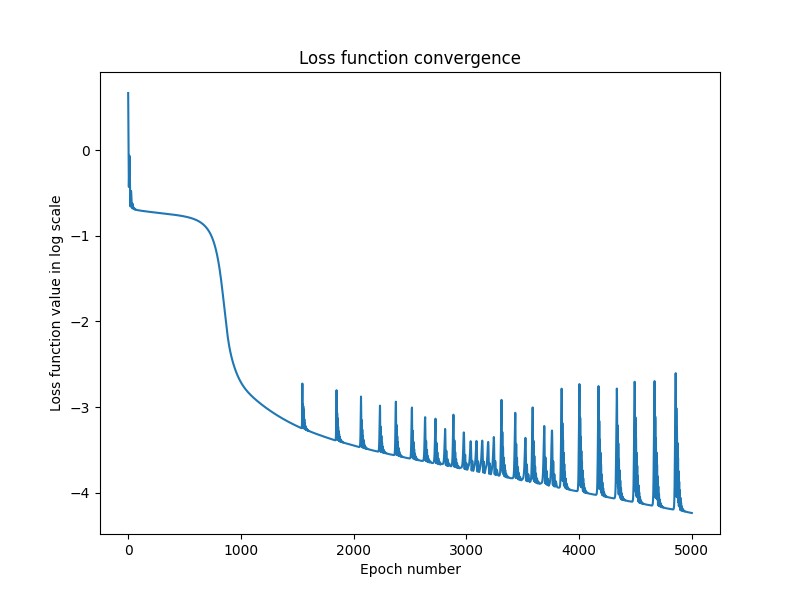 Loss function convergence
Loss function value in log scale
0
−1
−2
−3
−4
0 1000 2000 3000 4000 5000
Epoch number